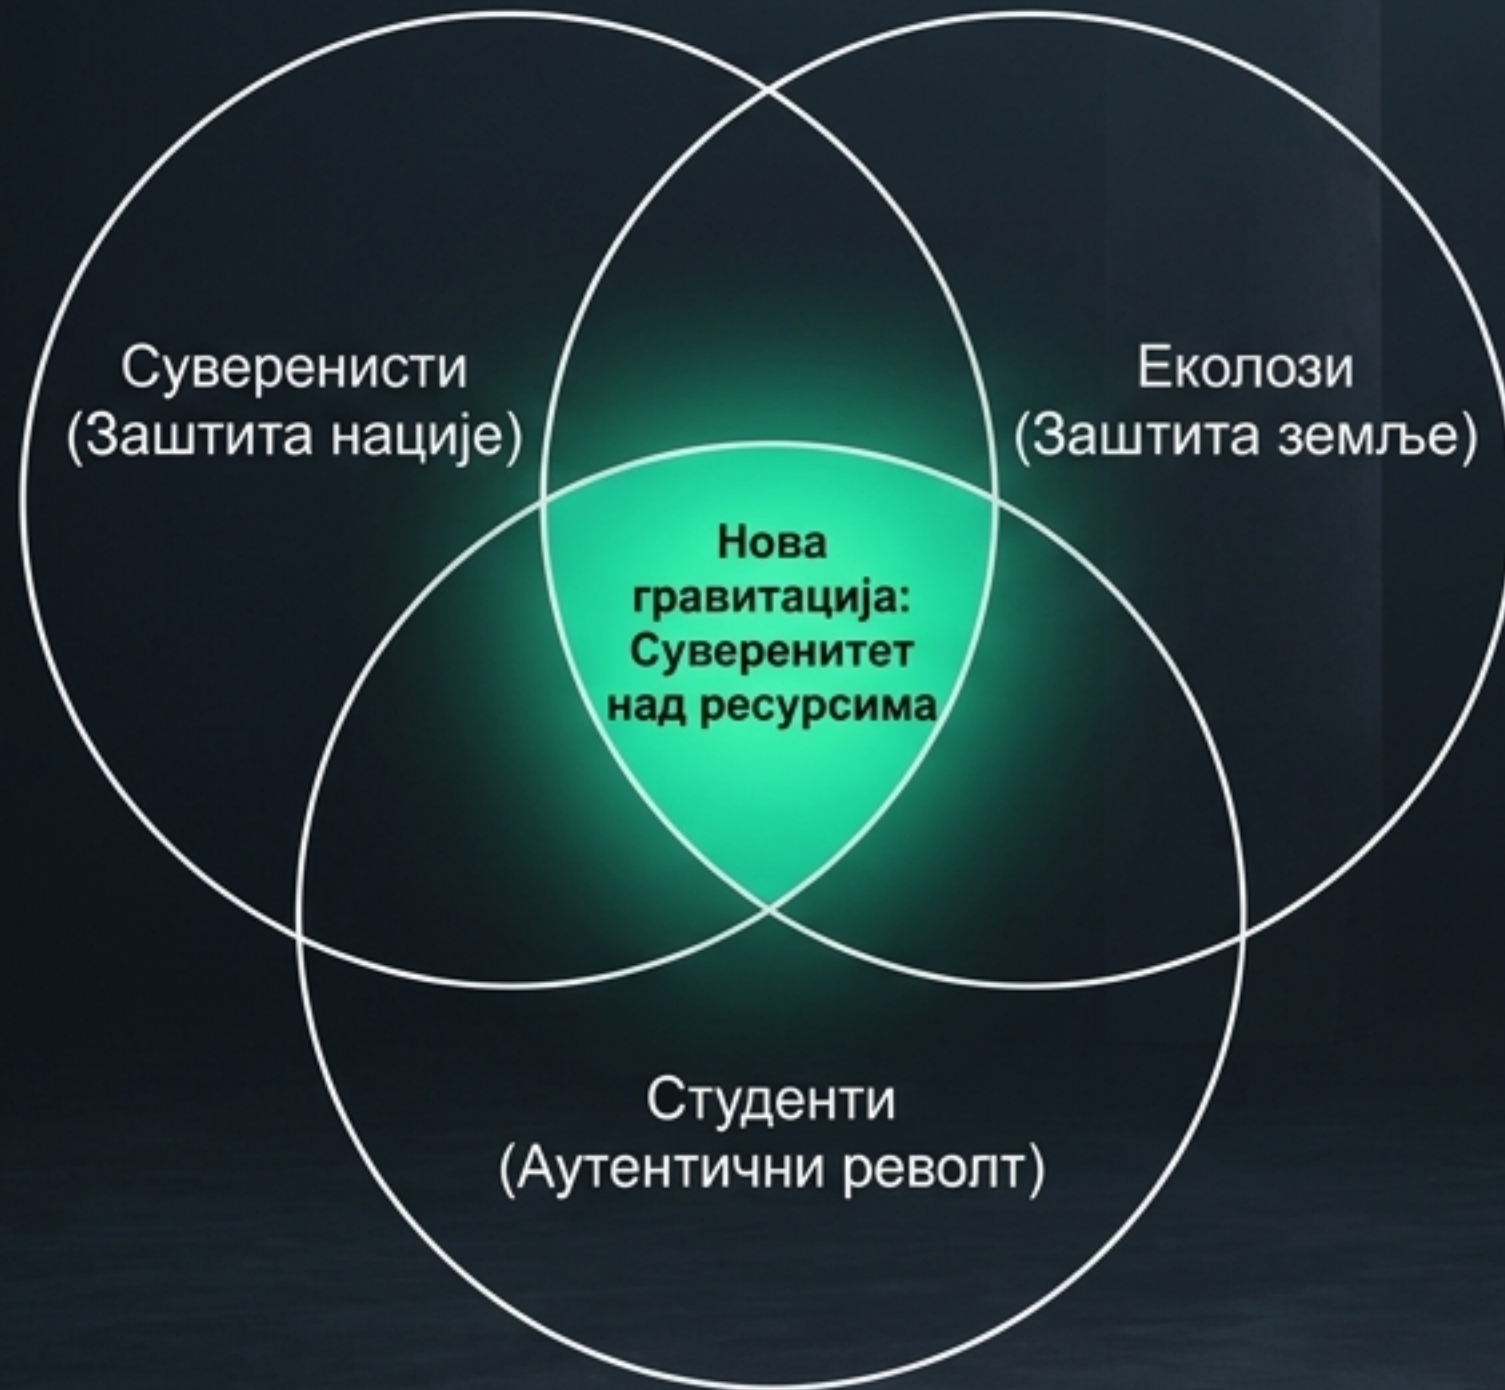 Суверенисти
(Заштита нације)
Еколози
(Заштита земље)
Нова
гравитација:
Суверенитет
над ресурсима
Студенти
(Аутентични револт)